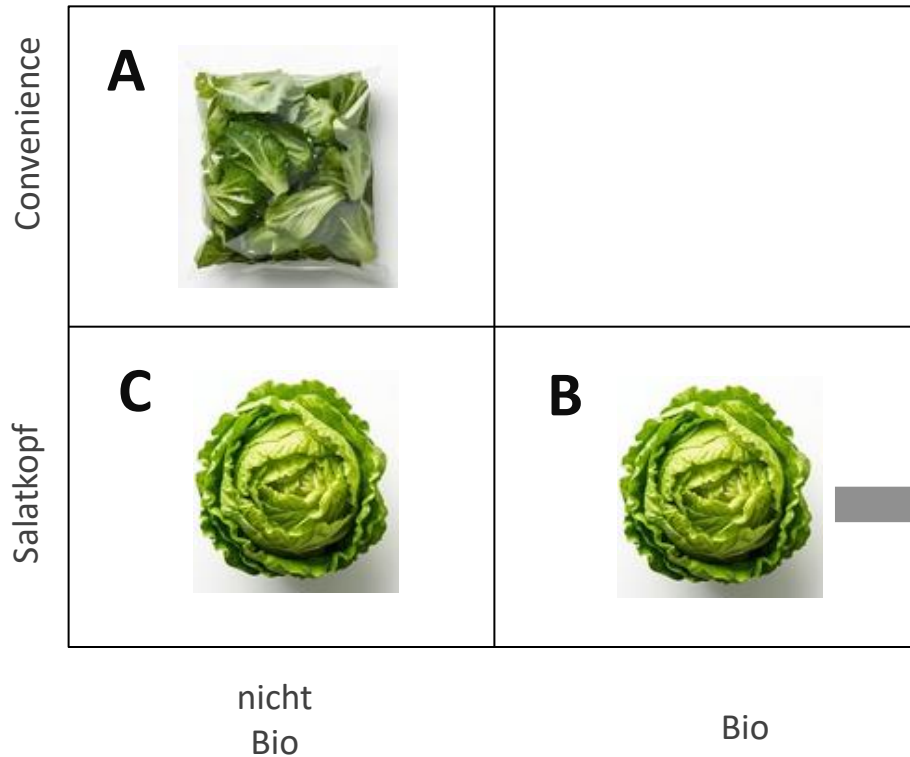 Convenience
A
Salatkopf
C
B
nicht
Bio
Bio